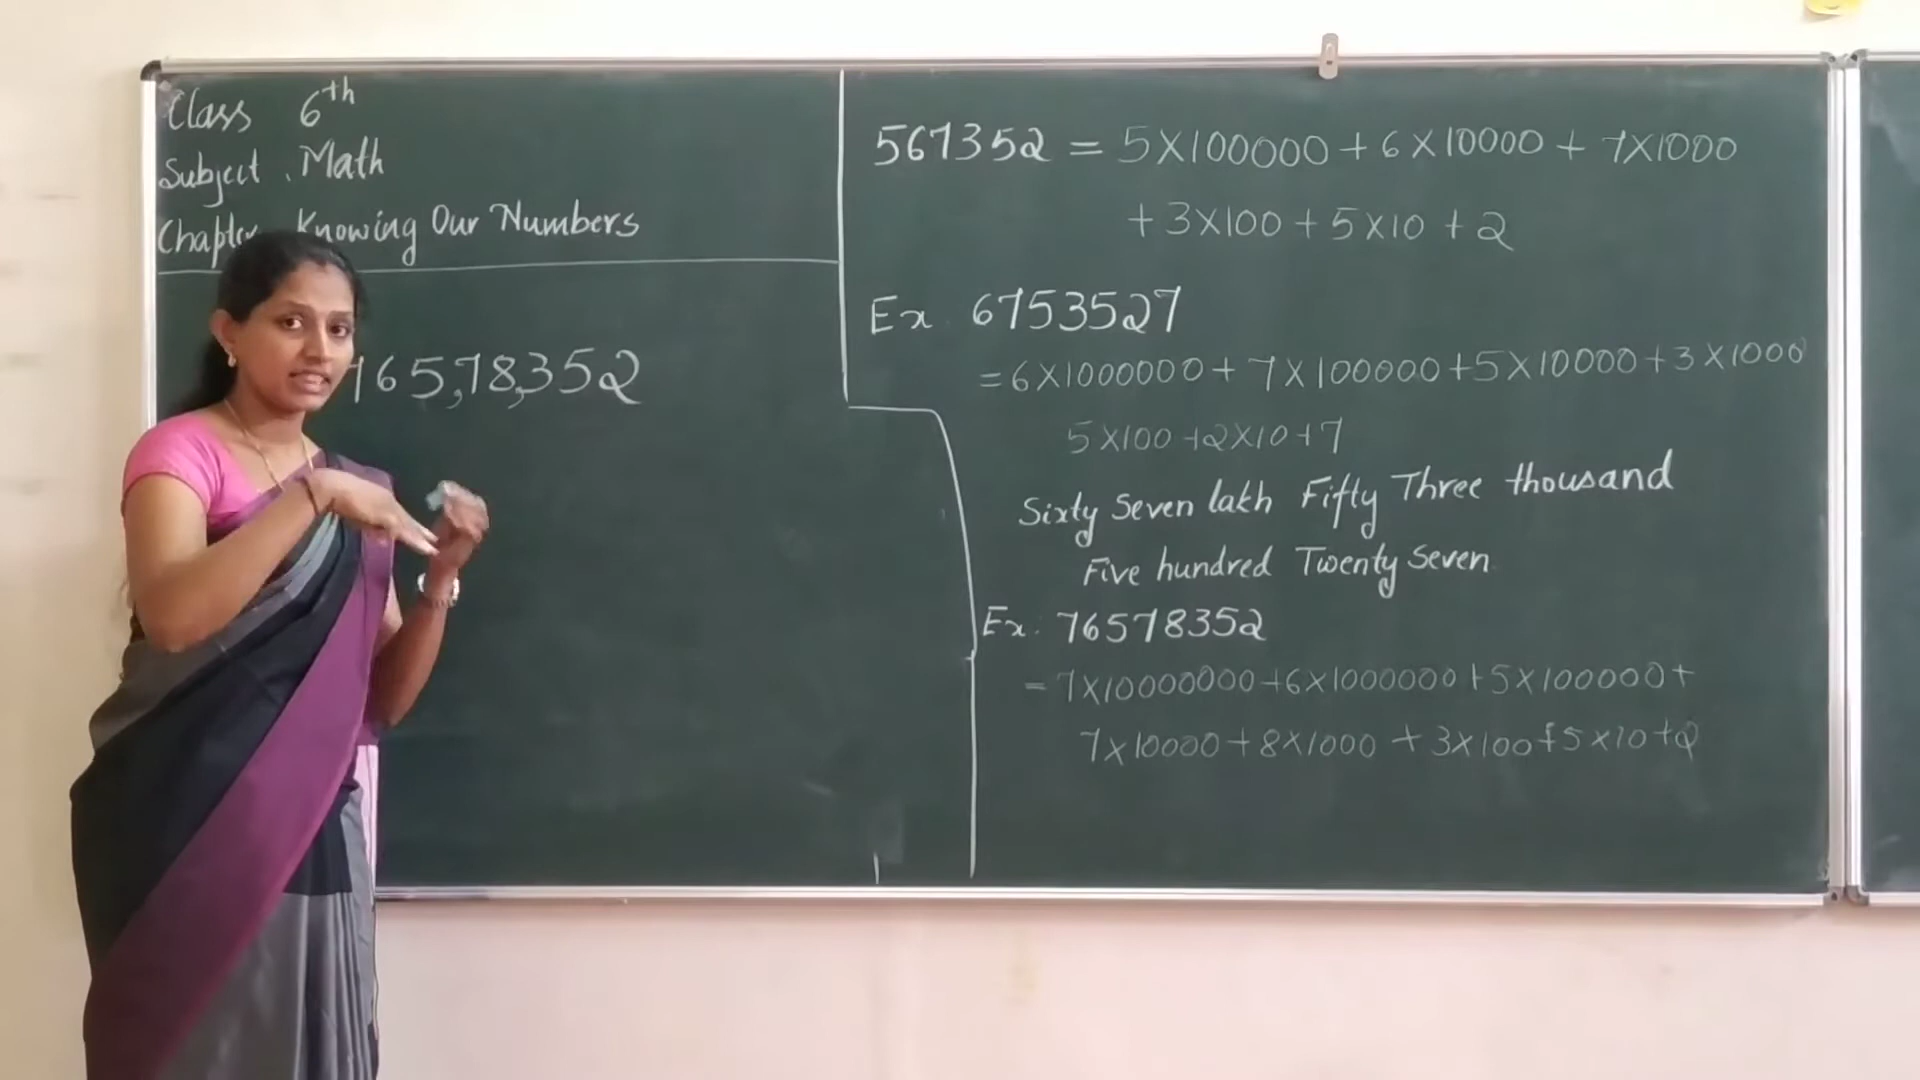 Class 6th
Subject . Math
Chapter Knowing Our Numbers
765,78,352
567352 = 5X100000 + 6X10000 + 7X1000
+ 3X100 + 5X10 + 2
Ex 6753527
= 6X1000000 + 7X100000 + 5X10000 + 3X1000
5X100 + 2X10 + 7
Sixty Seven lakh Fifty Three thousand
Five hundred Twenty Seven
Ex. 76578352
= 7X10000000 + 6X1000000 + 5X100000 +
7X10000 + 8X1000 + 3X100 + 5X10 + 2